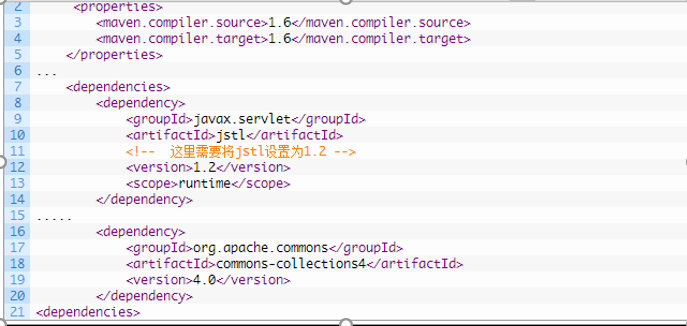 2 <properties>
3 <maven.compiler.source>1.6</maven.compiler.source>
4 <maven.compiler.target>1.6</maven.compiler.target>
5 </properties>
6 ...
7 <dependencies>
8 <dependency>
9 <groupId>javax.servlet</groupId>
10 <artifactId>jstl</artifactId>
11 <!-- 这里需要将jstl设置为1.2 -->
12 <version>1.2</version>
13 <scope>runtime</scope>
14 </dependency>
15 .....
16 <dependency>
17 <groupId>org.apache.commons</groupId>
18 <artifactId>commons-collections4</artifactId>
19 <version>4.0</version>
20 </dependency>
21 <dependencies>